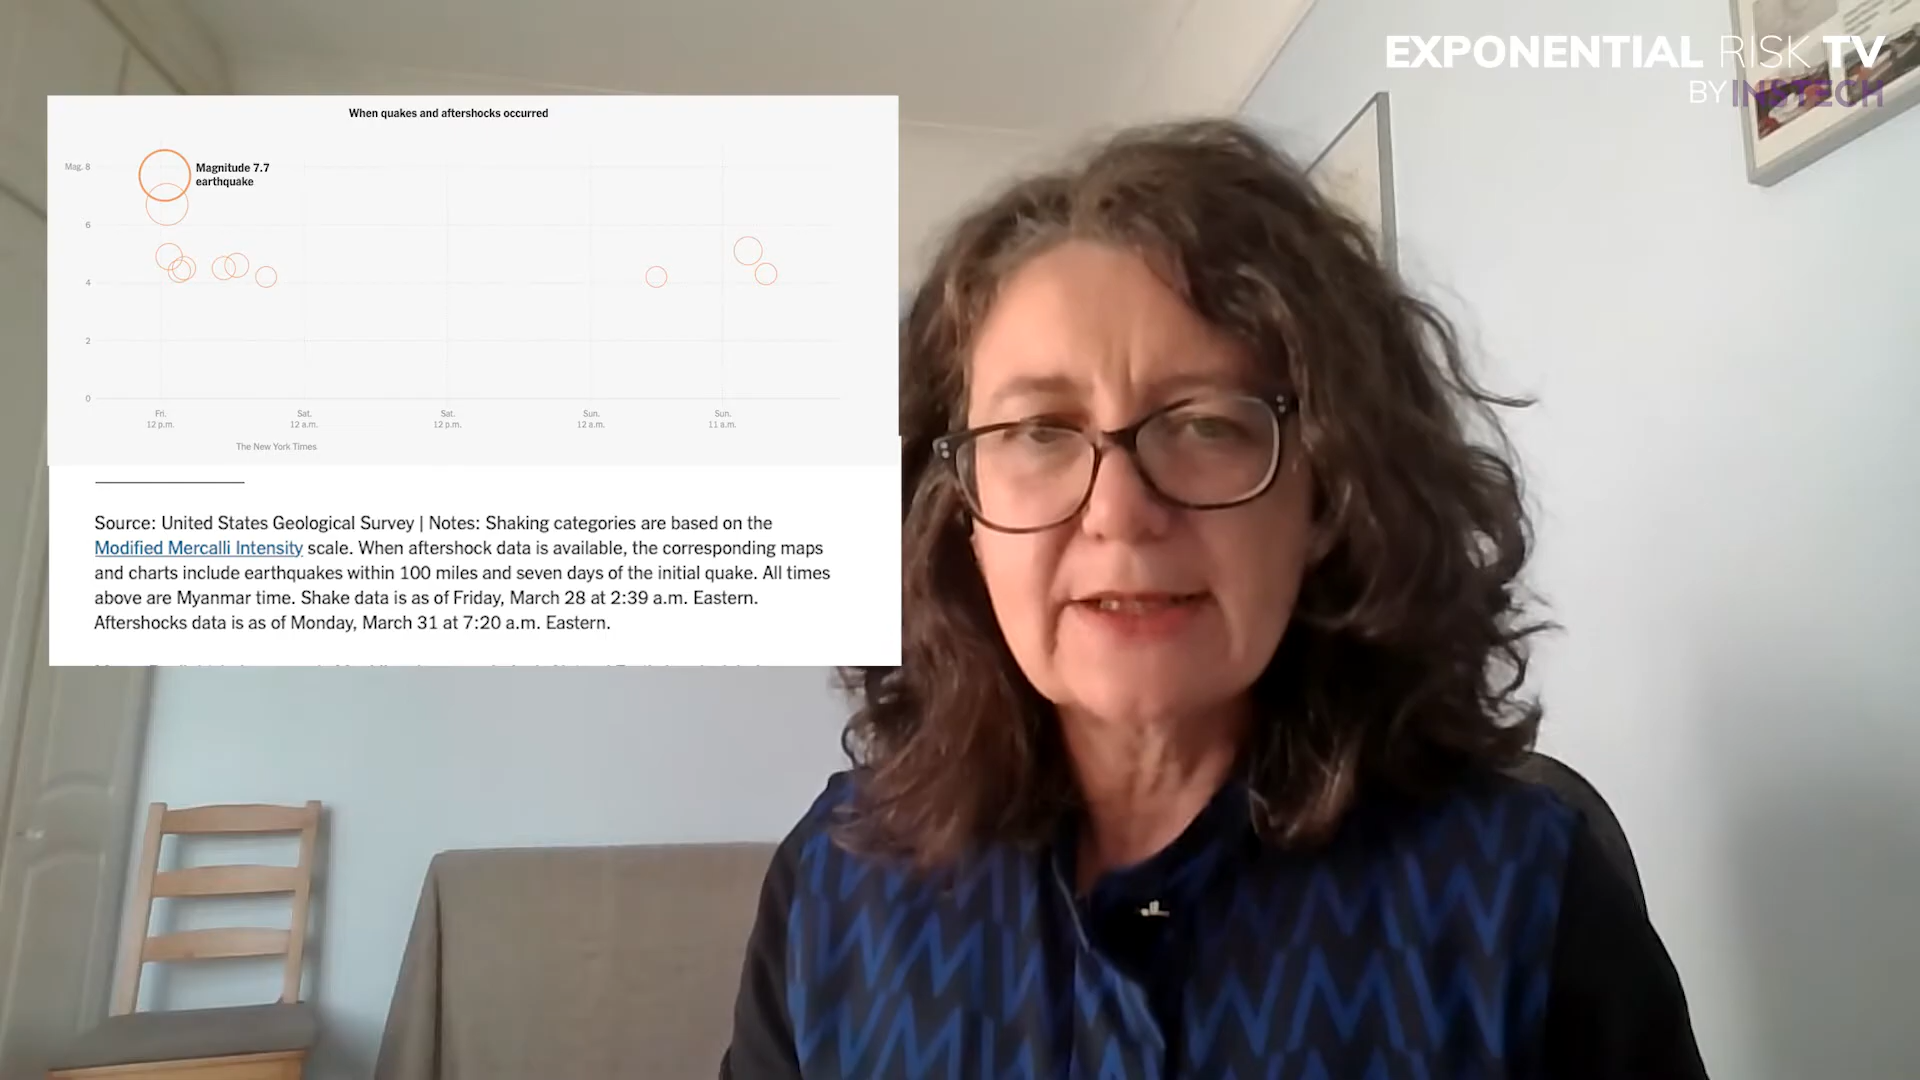 EXPONENTIAL RISK TV
BY INSTECH
When quakes and aftershocks occurred
Mag. 8
Magnitude 7.7
earthquake
6
4
2
0
Fri.
12 p.m.
Sat.
12 a.m.
Sat.
12 p.m.
Sun.
12 a.m.
Sun.
11 a.m.
The New York Times
Source: United States Geological Survey | Notes: Shaking categories are based on the
Modified Mercalli Intensity scale. When aftershock data is available, the corresponding maps
and charts include earthquakes within 100 miles and seven days of the initial quake. All times
above are Myanmar time. Shake data is as of Friday, March 28 at 2:39 a.m. Eastern.
Aftershocks data is as of Monday, March 31 at 7:20 a.m. Eastern.